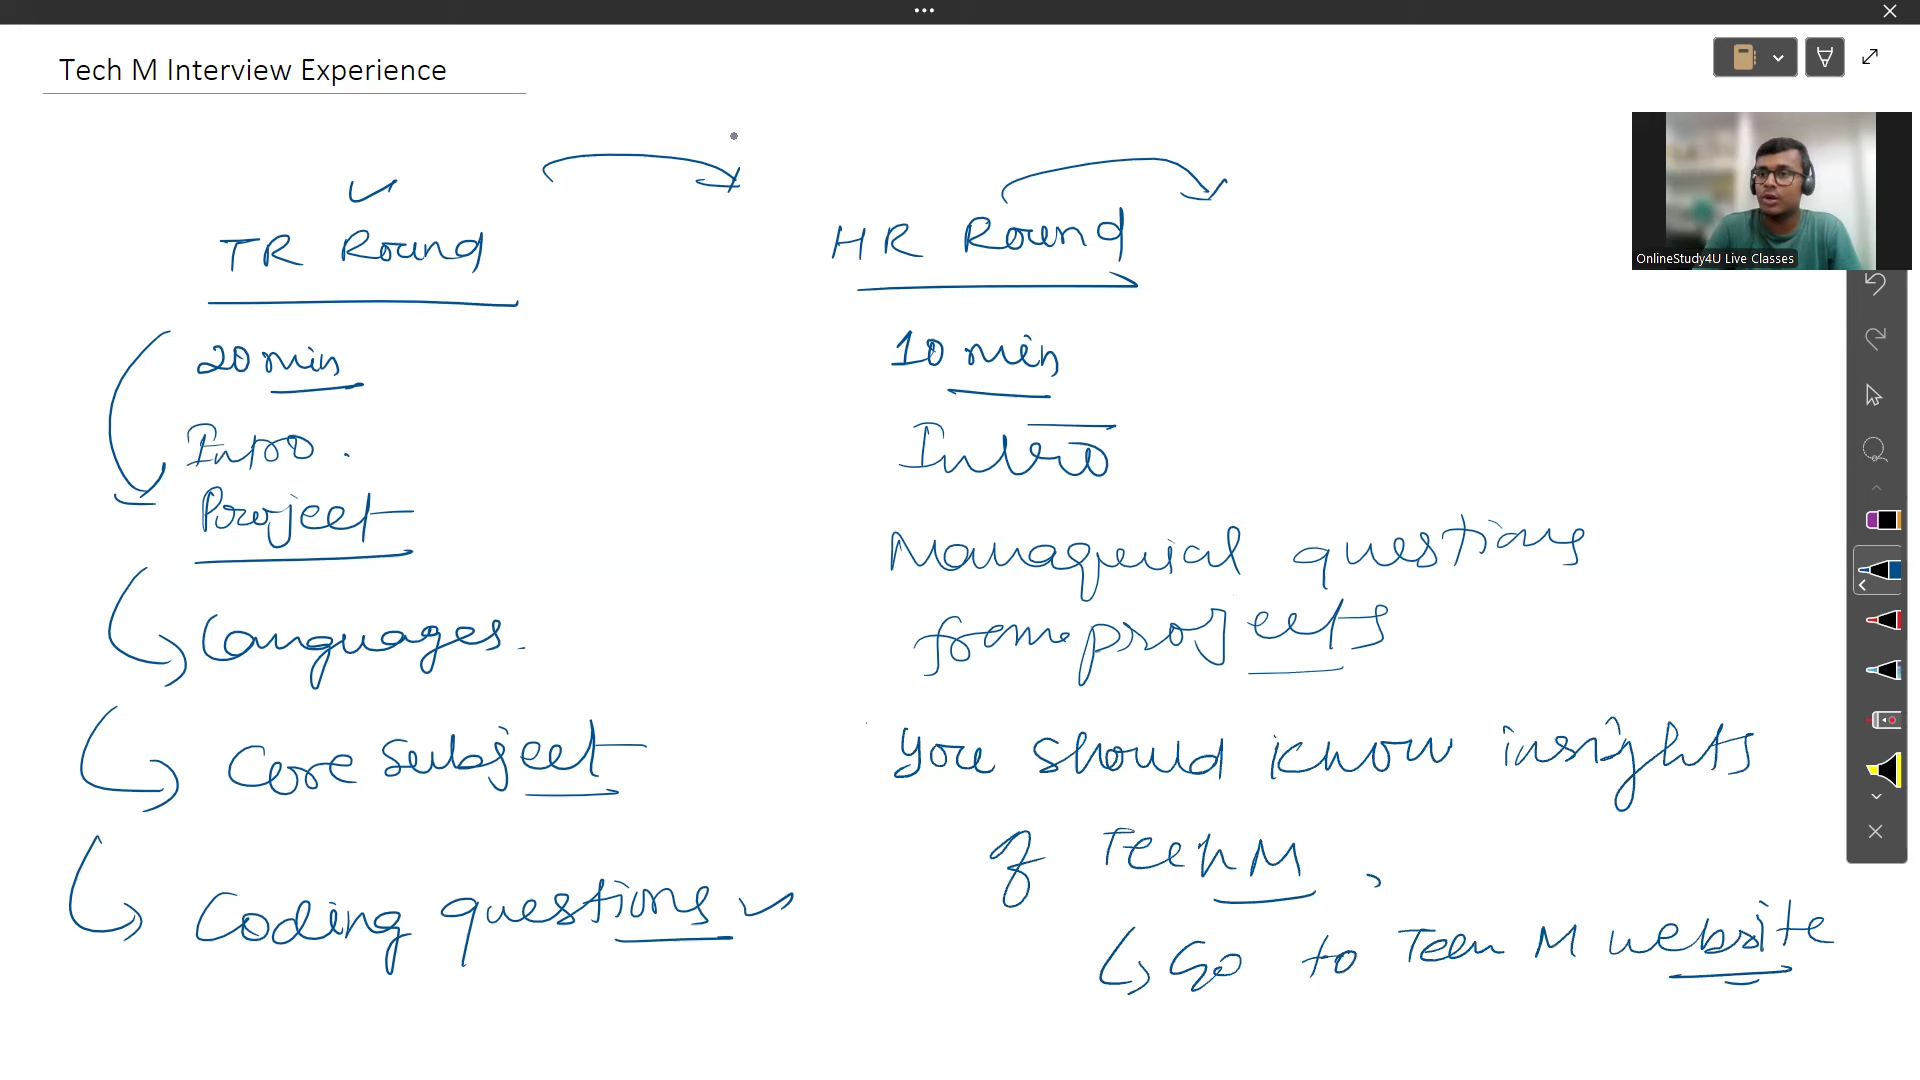 Tech M Interview Experience
OnlineStudy4U Live Classes
TR Round
20 min
Intro.
Project
Languages.
Core subject
Coding questions
HR Round
10 min
Intro
Managerial questions
from projects
you should know insights
of Tech M,
Go to Tech M website